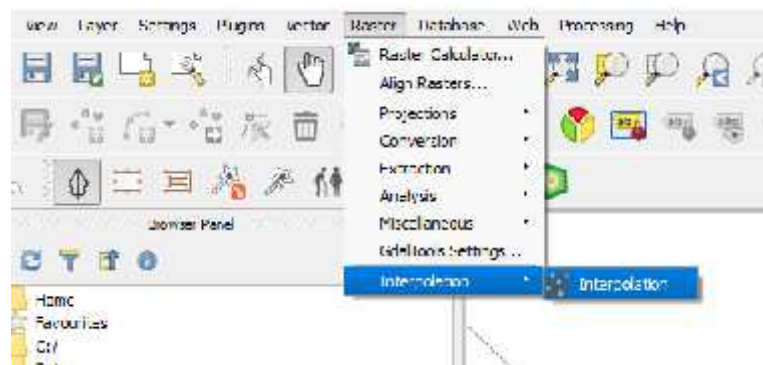 View Layer Settings Plugins Vector Raster Database Web Processing Help
Raster Calculator...
Align Rasters...
Projections
Conversion
Extraction
Analysis
Miscellaneous
GdalTools Settings...
Interpolation
Interpolation
Browser Panel
Home
Favourites
C:/